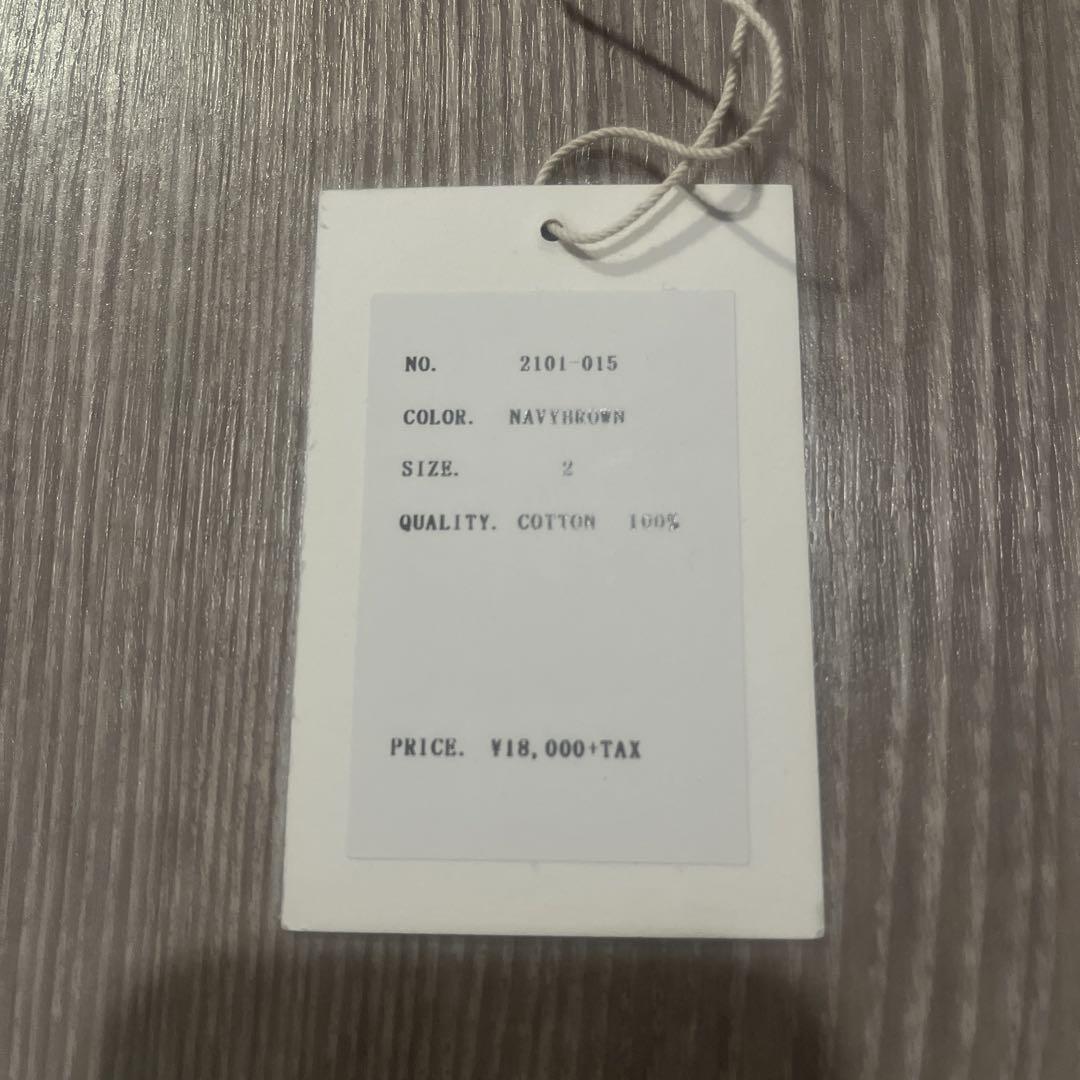 NO. 2101-015
COLOR. NAVYBROWN
SIZE. 2
QUALITY. COTTON 100%
PRICE. ¥18,000+TAX